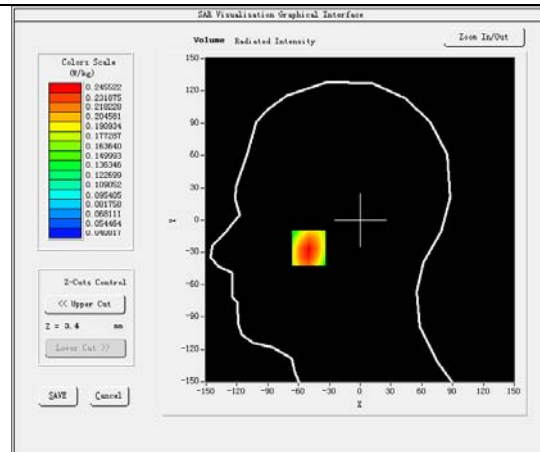 SAR Visualisation Graphical Interface
Volume Radiated Intensity
Zoom In/Out
Colors Scale
(W/kg)
0.245522
0.231875
0.218228
0.204581
0.190934
0.177287
0.163640
0.149993
0.136346
0.122699
0.109052
0.095405
0.081758
0.068111
0.054464
0.040817
150
120
90
60
30
0
-30
-60
-90
-120
-150
Y
-150 -120 -90 -60 -30 0 30 60 90 120 150
X
Z-Cuts Control
<< Upper Cut
Z = 3.4 mm
Lower Cut >>
SAVE
Cancel